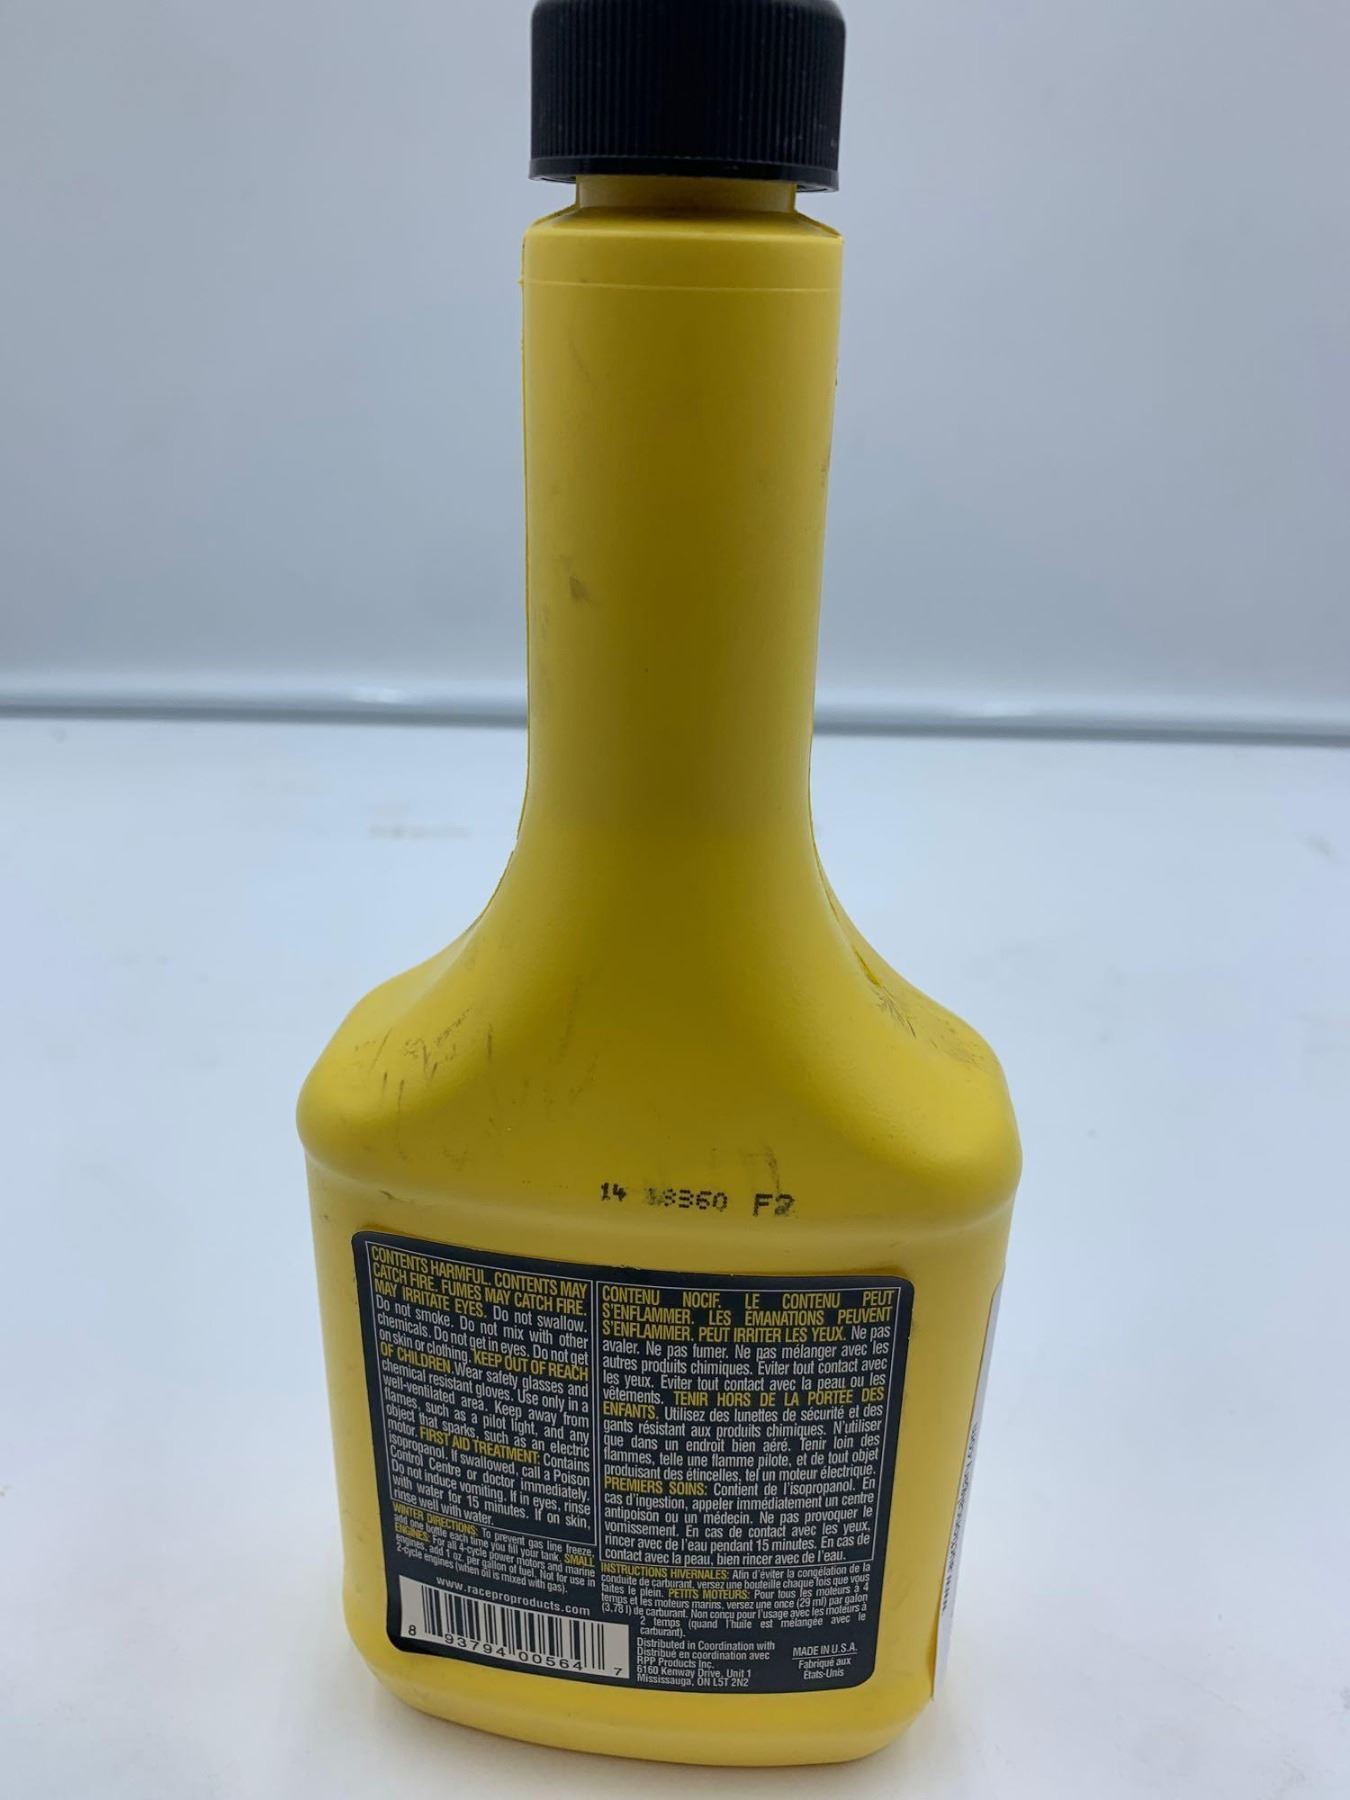 14 18360 F2
CONTENTS HARMFUL. CONTENTS MAY
CATCH FIRE. FUMES MAY CATCH FIRE.
MAY IRRITATE EYES. Do not swallow.
Do not smoke. Do not mix with other
chemicals. Do not get in eyes. Do not get
on skin or clothing. KEEP OUT OF REACH
OF CHILDREN. Wear safety glasses and
chemical resistant gloves. Use only in a
well-ventilated area. Keep away from
flames, such as a pilot light, and any
object that sparks, such as an electric
motor. FIRST AID TREATMENT: Contains
isopropanol. If swallowed, call a Poison
Control Centre or doctor immediately.
Do not induce vomiting. If in eyes, rinse
with water for 15 minutes. If on skin,
rinse well with water.
WINTER DIRECTIONS: To prevent gas line freeze,
add one bottle each time you fill your tank. SMALL
ENGINES: For all 4-cycle power motors and marine
engines, add 1 oz. per gallon of fuel. Not for use in
2-cycle engines (when oil is mixed with gas).
www.raceproproducts.com
8 93794 00564 7
CONTENU NOCIF. LE CONTENU PEUT
S'ENFLAMMER. LES ÉMANATIONS PEUVENT
S'ENFLAMMER. PEUT IRRITER LES YEUX. Ne pas
avaler. Ne pas fumer. Ne pas mélanger avec les
autres produits chimiques. Éviter tout contact avec
les yeux. Éviter tout contact avec la peau ou les
vêtements. TENIR HORS DE LA PORTÉE DES
ENFANTS. Utilisez des lunettes de sécurité et des
gants résistant aux produits chimiques. N'utiliser
que dans un endroit bien aéré. Tenir loin des
flammes, telle une flamme pilote, et de tout objet
produisant des étincelles, tel un moteur électrique.
PREMIERS SOINS: Contient de l'isopropanol. En
cas d'ingestion, appeler immédiatement un centre
antipoison ou un médecin. Ne pas provoquer le
vomissement. En cas de contact avec les yeux,
rincer avec de l'eau pendant 15 minutes. En cas de
contact avec la peau, bien rincer avec de l'eau.
INSTRUCTIONS HIVERNALES: Afin d'éviter la congélation de la
conduite de carburant, versez une bouteille chaque fois que vous
faites le plein. PETITS MOTEURS: Pour tous les moteurs à 4
temps et les moteurs marins, versez une once (29 ml) par gallon
(3,78 l) de carburant. Non conçu pour l'usage avec les moteurs à
2 temps (quand l'huile est mélangée avec le
carburant).
Distributed in Coordination with
Distribué en coordination avec
RPP Products Inc.
6160 Kenway Drive, Unit 1
Mississauga, ON L5T 2N2
MADE IN U.S.A.
Fabriqué aux
États-Unis